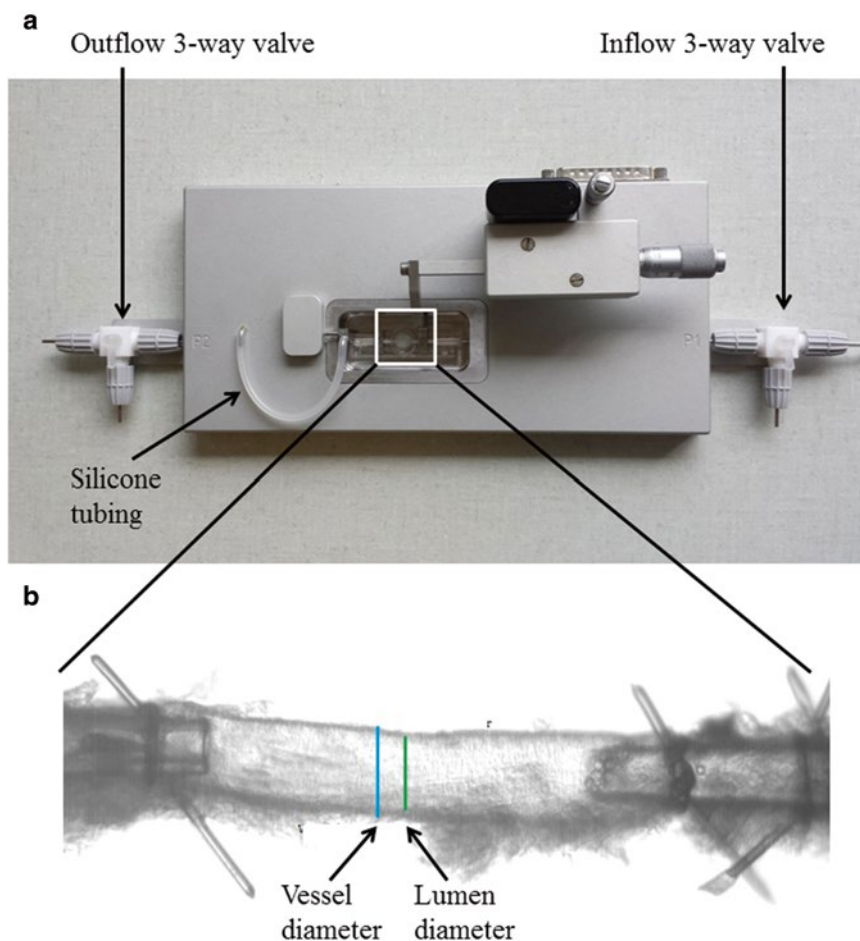 a
Outflow 3-way valve
Inflow 3-way valve
P2
P1
Silicone
tubing
b
Vessel
diameter
Lumen
diameter